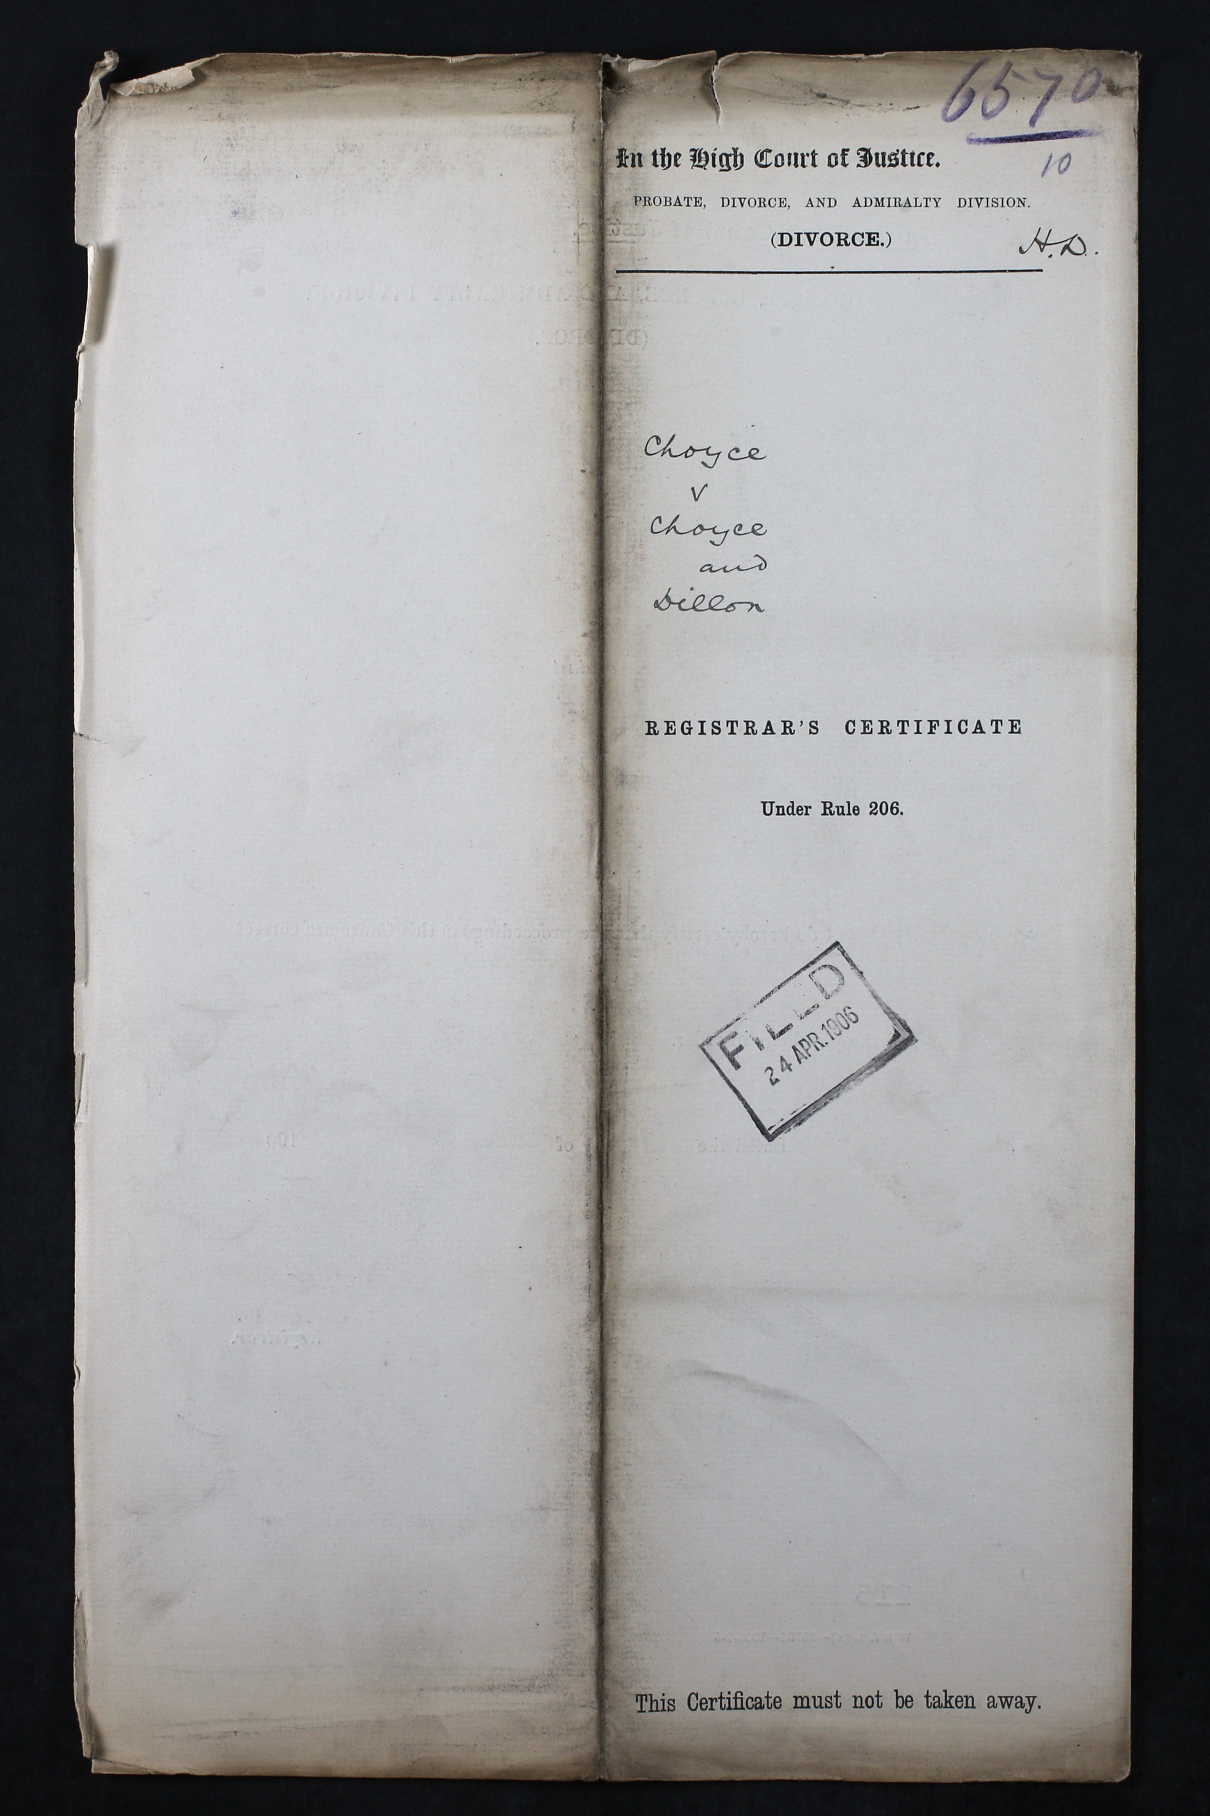 6570
10
In the High Court of Justice.
PROBATE, DIVORCE, AND ADMIRALTY DIVISION.
(DIVORCE.)
H.D.
Choyce
v
Choyce
and
Dillon
REGISTRAR'S CERTIFICATE
Under Rule 206.
FILED
24 APR. 1906
This Certificate must not be taken away.